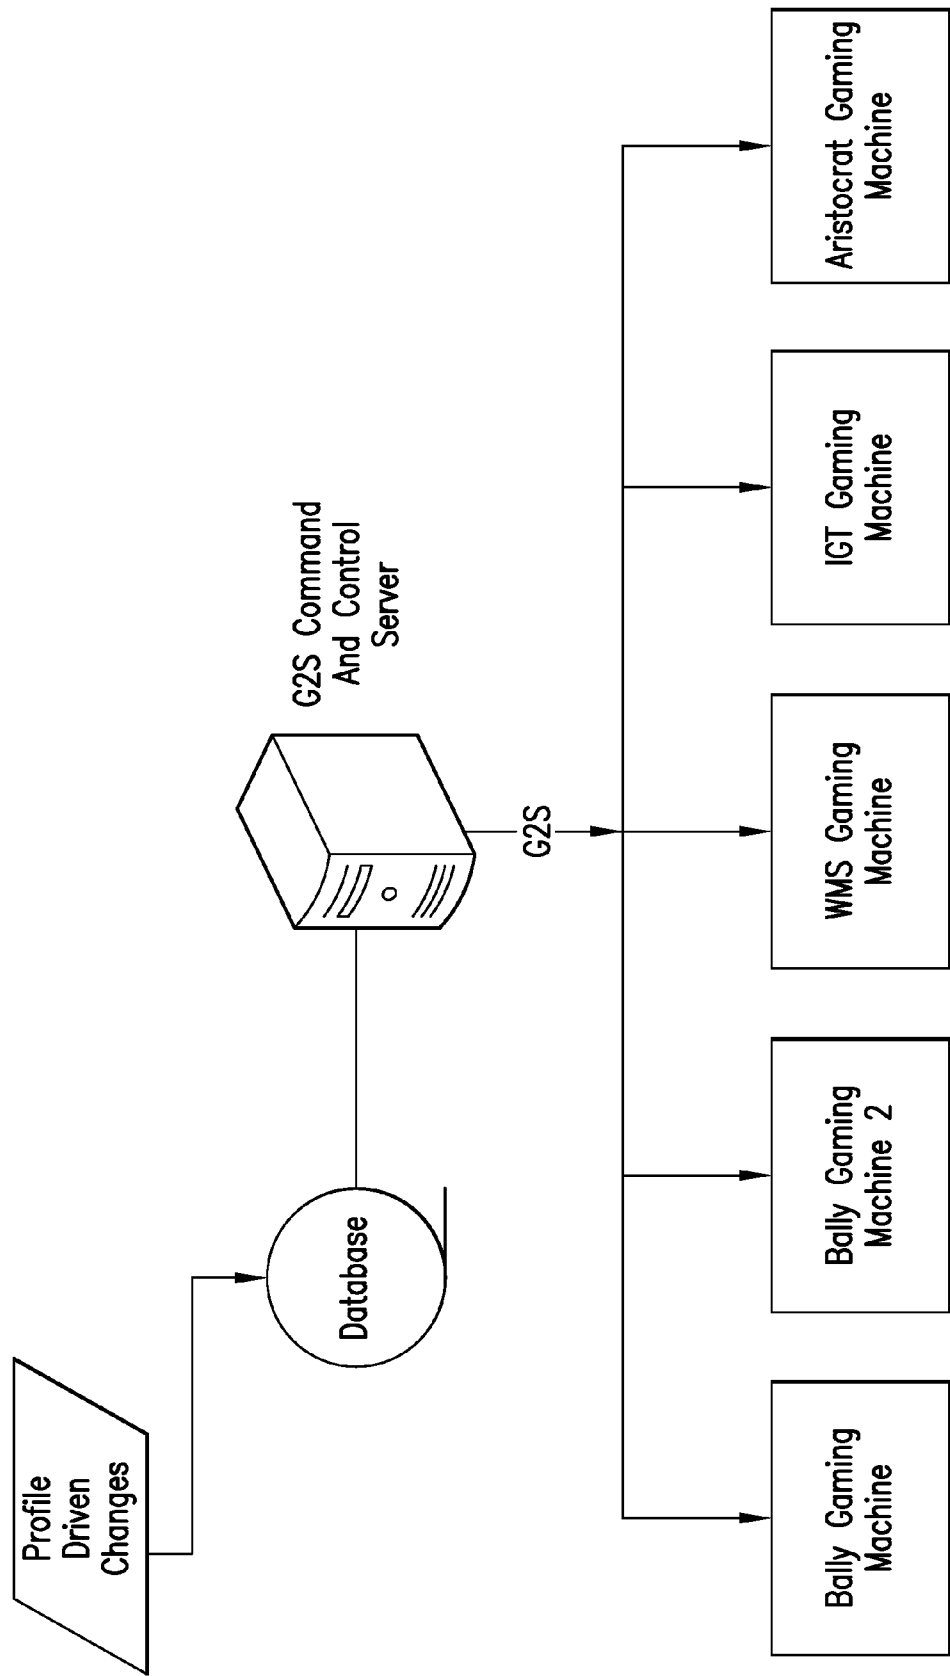 Profile
Driven
Changes
Database
G2S Command
And Control
Server
G2S
Bally Gaming
Machine
Bally Gaming
Machine 2
WMS Gaming
Machine
IGT Gaming
Machine
Aristocrat Gaming
Machine